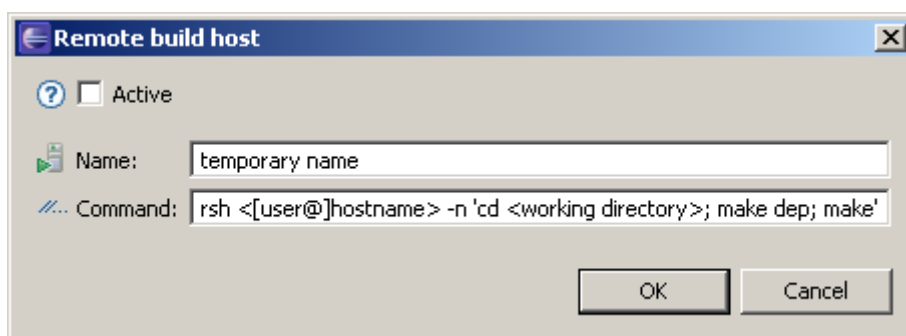 Remote build host
Active
Name: temporary name
Command: rsh <[user@]hostname> -n 'cd <working directory>; make dep; make'
OK Cancel